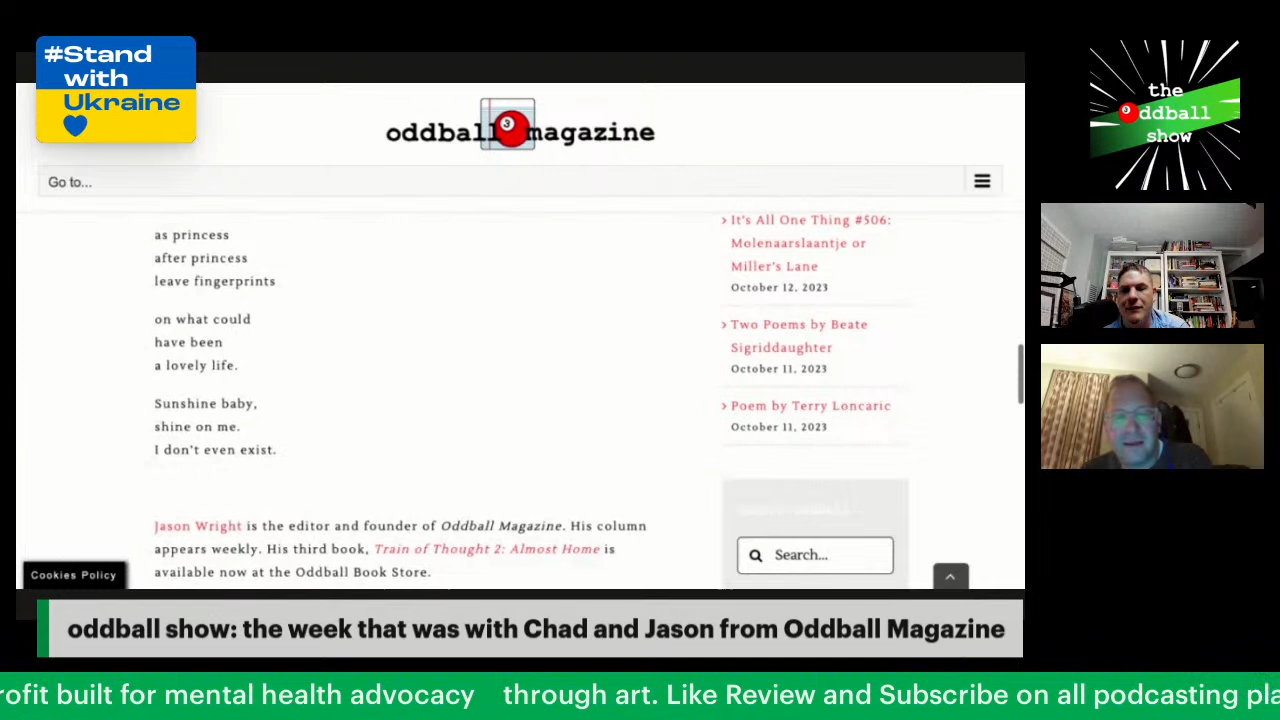 #Stand
with
Ukraine
oddball magazine
3
Go to...
as princess
after princess
leave fingerprints
on what could
have been
a lovely life.
Sunshine baby,
shine on me.
I don't even exist.
Jason Wright is the editor and founder of Oddball Magazine. His column
appears weekly. His third book, Train of Thought 2: Almost Home is
available now at the Oddball Book Store.
It's All One Thing #506:
Molenaarslaantje or
Miller's Lane
October 12, 2023
Two Poems by Beate
Sigriddaughter
October 11, 2023
Poem by Terry Loncaric
October 11, 2023
Search...
Cookies Policy
the
3
ddball
show
oddball show: the week that was with Chad and Jason from Oddball Magazine
rofit built for mental health advocacy through art. Like Review and Subscribe on all podcasting pla